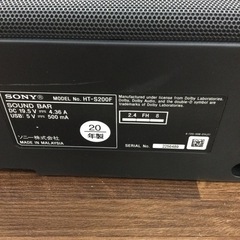 SONY® MODEL No. HT-S200F
SOUND BAR
DC 19.5 V 4.36 A
USB: 5 V 500 mA
20
年製
ソニー株式会社
MADE IN MALAYSIA
Manufactured under license from Dolby Laboratories.
Dolby, Dolby Audio, and the double-D symbol
are trademarks of Dolby Laboratories.
2.4 FH 8
SERIAL No.